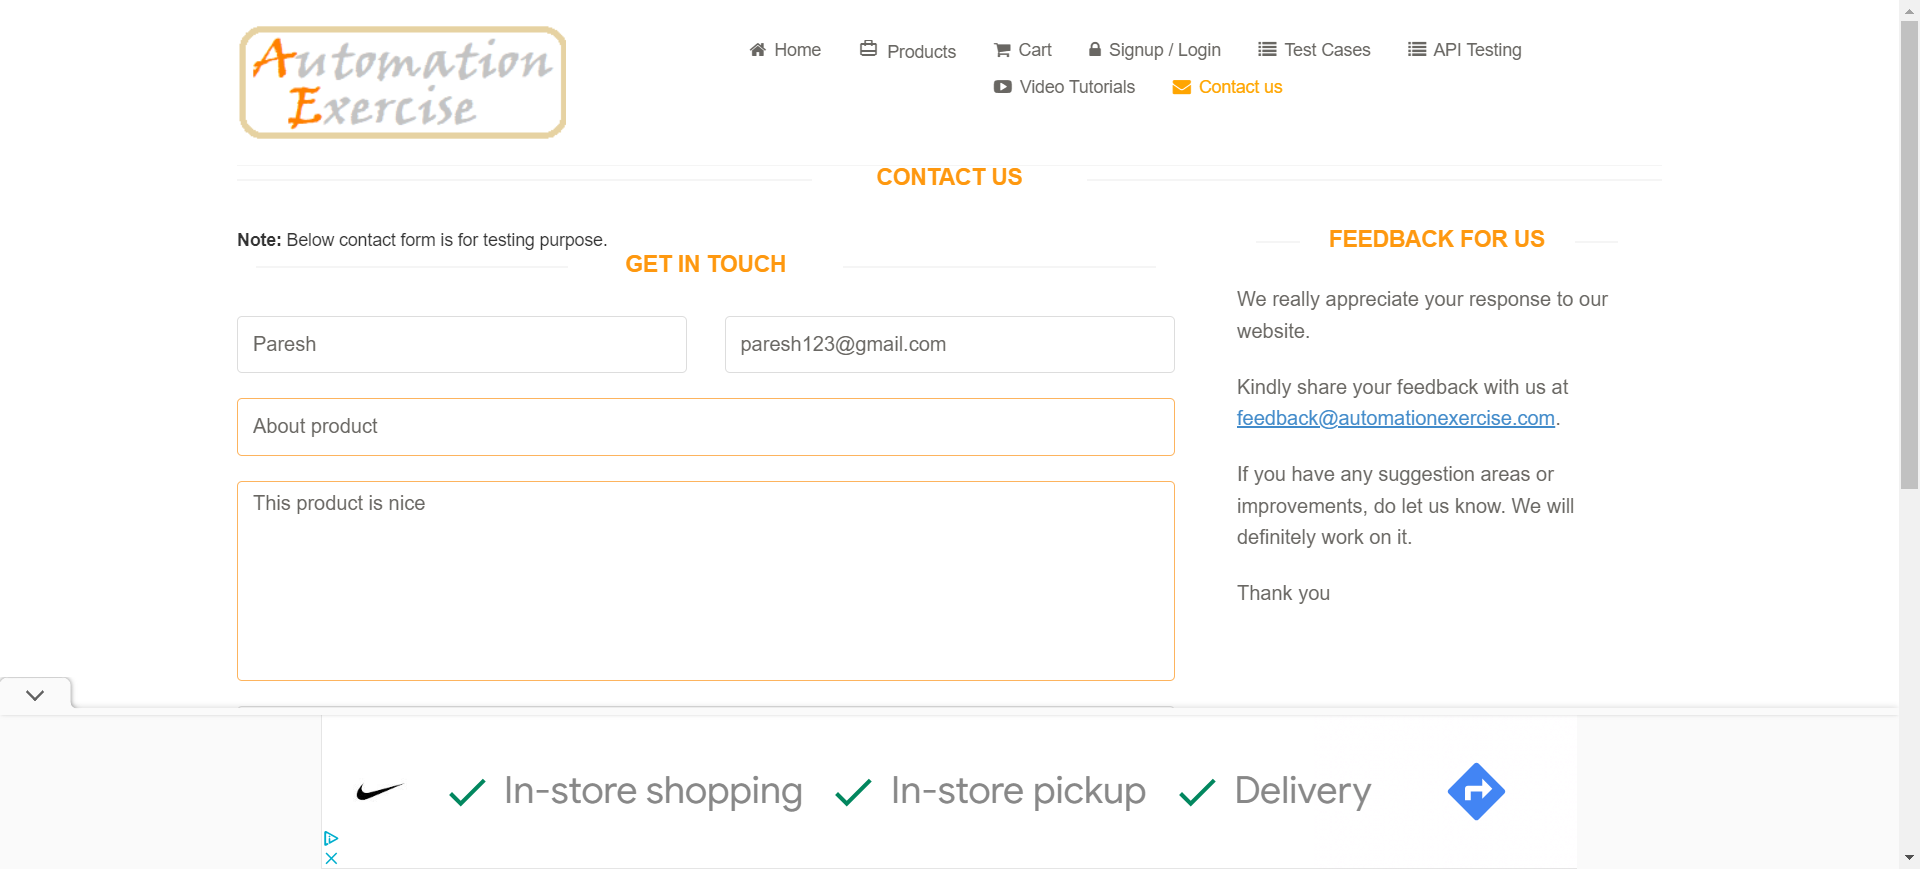 Automation
Exercise
Home
Products
Cart
Signup / Login
Test Cases
API Testing
Video Tutorials
Contact us
CONTACT US
Note: Below contact form is for testing purpose.
GET IN TOUCH
Paresh
paresh123@gmail.com
About product
This product is nice
FEEDBACK FOR US
We really appreciate your response to our
website.
Kindly share your feedback with us at
feedback@automationexercise.com.
If you have any suggestion areas or
improvements, do let us know. We will
definitely work on it.
Thank you
In-store shopping
In-store pickup
Delivery